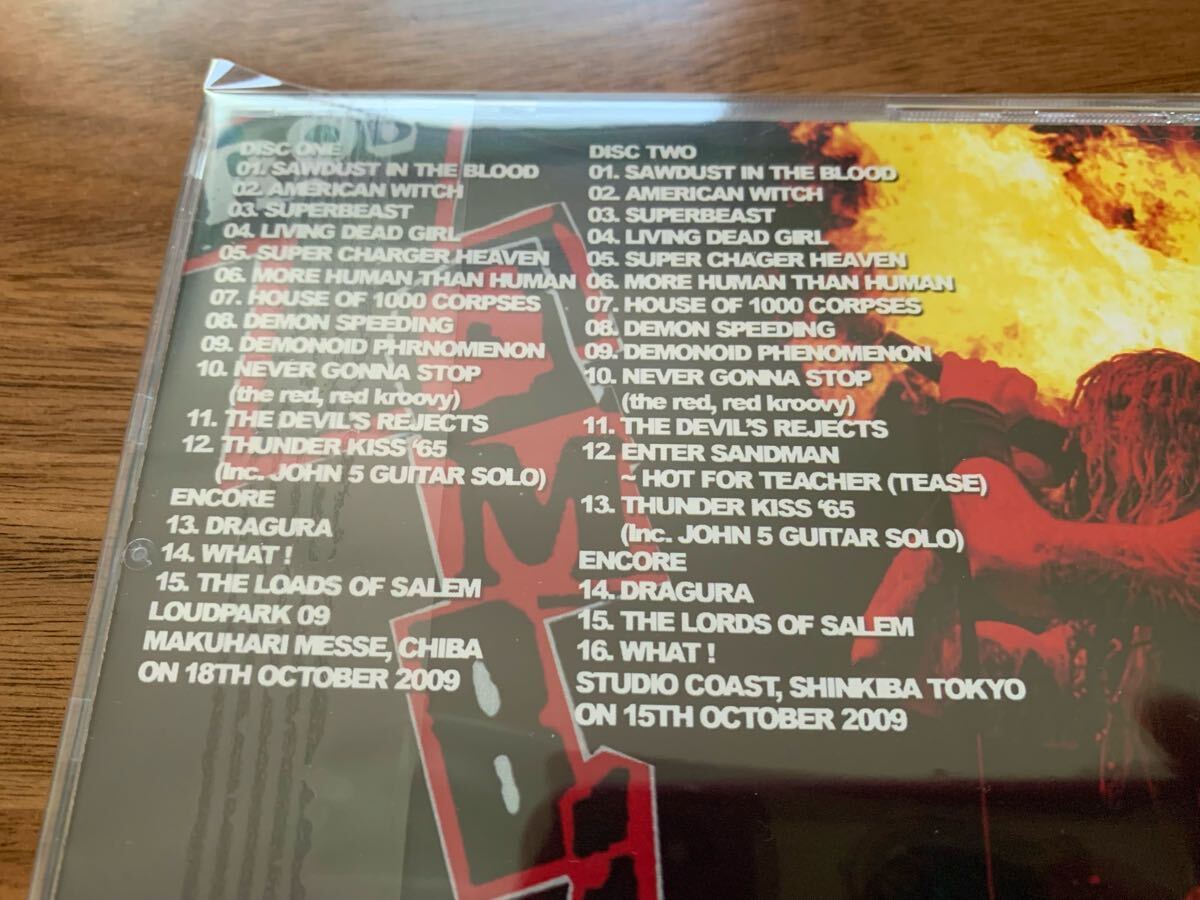 DISC ONE
01. SAWDUST IN THE BLOOD
02. AMERICAN WITCH
03. SUPERBEAST
04. LIVING DEAD GIRL
05. SUPER CHARGER HEAVEN
06. MORE HUMAN THAN HUMAN
07. HOUSE OF 1000 CORPSES
08. DEMON SPEEDING
09. DEMONOID PHRNOMENON
10. NEVER GONNA STOP
(the red, red kroovy)
11. THE DEVIL'S REJECTS
12. THUNDER KISS '65
(Inc. JOHN 5 GUITAR SOLO)
ENCORE
13. DRAGURA
14. WHAT !
15. THE LOADS OF SALEM
LOUDPARK 09
MAKUHARI MESSE, CHIBA
ON 18TH OCTOBER 2009
DISC TWO
01. SAWDUST IN THE BLOOD
02. AMERICAN WITCH
03. SUPERBEAST
04. LIVING DEAD GIRL
05. SUPER CHAGER HEAVEN
06. MORE HUMAN THAN HUMAN
07. HOUSE OF 1000 CORPSES
08. DEMON SPEEDING
09. DEMONOID PHENOMENON
10. NEVER GONNA STOP
(the red, red kroovy)
11. THE DEVIL'S REJECTS
12. ENTER SANDMAN
~ HOT FOR TEACHER (TEASE)
13. THUNDER KISS '65
(Inc. JOHN 5 GUITAR SOLO)
ENCORE
14. DRAGURA
15. THE LORDS OF SALEM
16. WHAT !
STUDIO COAST, SHINKIBA TOKYO
ON 15TH OCTOBER 2009